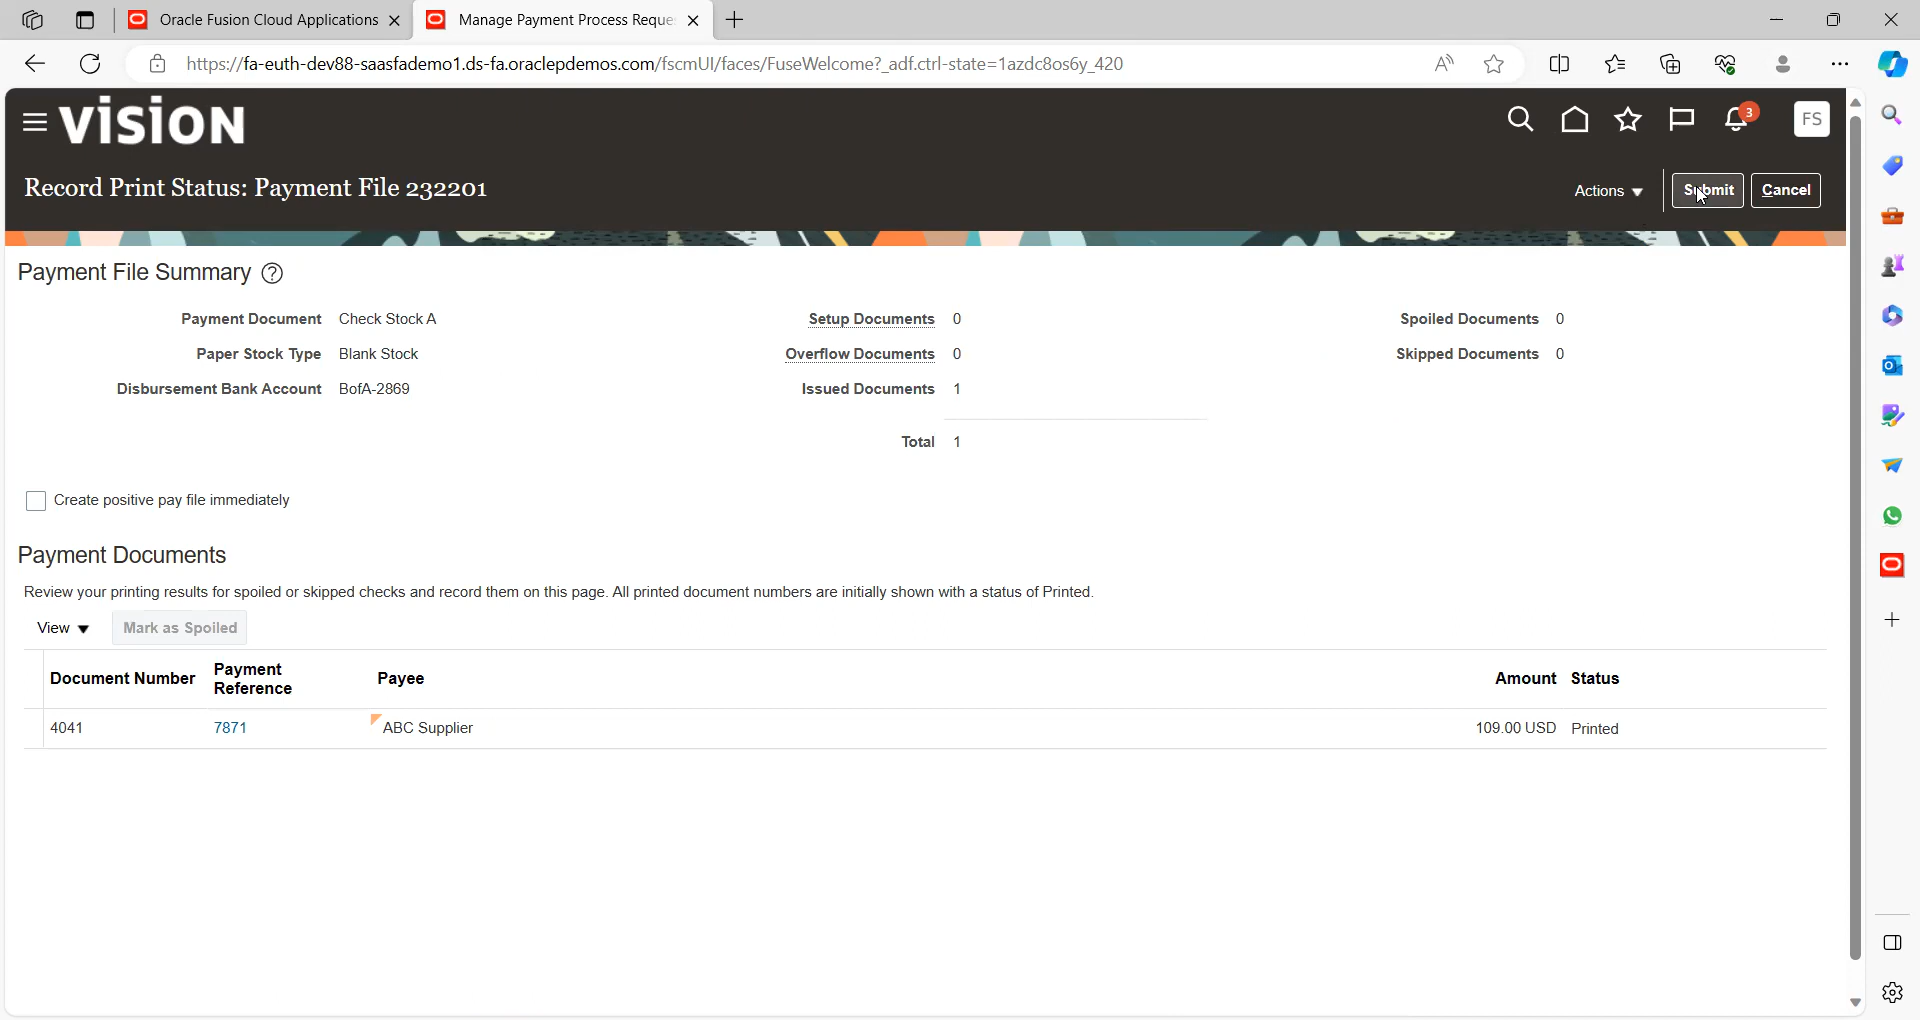 Oracle Fusion Cloud Applications
Manage Payment Process Reque
https://fa-euth-dev88-saasfademo1.ds-fa.oraclepdemos.com/fscmUI/faces/FuseWelcome?_adf.ctrl-state=1azdc8os6y_420
VISION
3
FS
Record Print Status: Payment File 232201
Actions
Submit
Cancel
Payment File Summary ?
Payment Document Check Stock A
Setup Documents 0
Spoiled Documents 0
Paper Stock Type Blank Stock
Overflow Documents 0
Skipped Documents 0
Disbursement Bank Account BofA-2869
Issued Documents 1
Total 1
Create positive pay file immediately
Payment Documents
Review your printing results for spoiled or skipped checks and record them on this page. All printed document numbers are initially shown with a status of Printed.
View Mark as Spoiled
Document Number Payment Reference Payee Amount Status
4041 7871 ABC Supplier 109.00 USD Printed